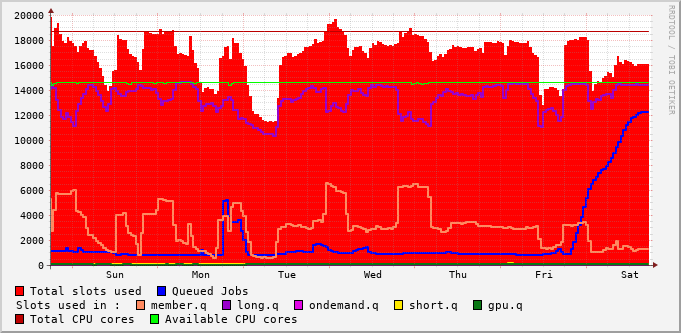 RRDTOOL / TOBI OETIKER
20000
18000
16000
14000
12000
10000
8000
6000
4000
2000
0
Sun Mon Tue Wed Thu Fri Sat
Total slots used Queued Jobs
Slots used in : member.q long.q ondemand.q short.q gpu.q
Total CPU cores Available CPU cores